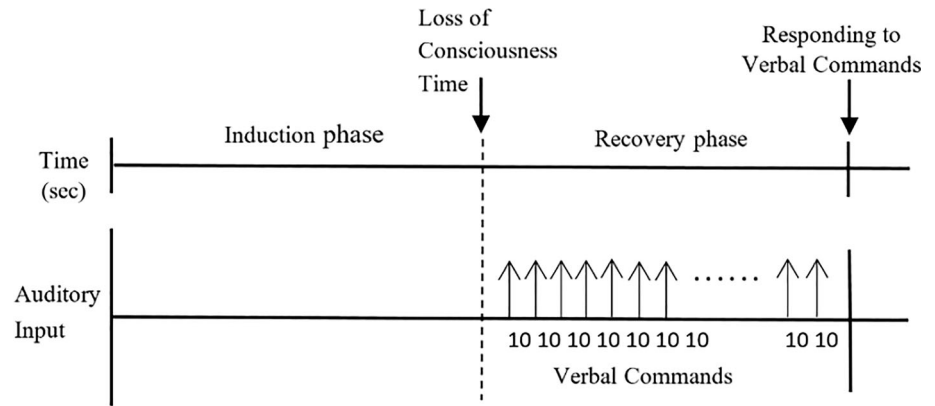 Loss of
Consciousness
Time
Responding to
Verbal Commands
Induction phase
Recovery phase
Time
(sec)
Auditory
Input
10 10 10 10 10 10 10
......
10 10
Verbal Commands